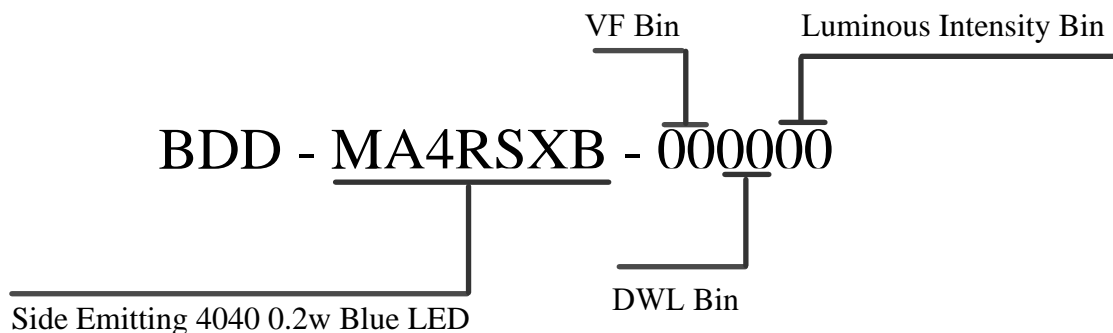 VF Bin
Luminous Intensity Bin
BDD - MA4RSXB - 000000
DWL Bin
Side Emitting 4040 0.2w Blue LED